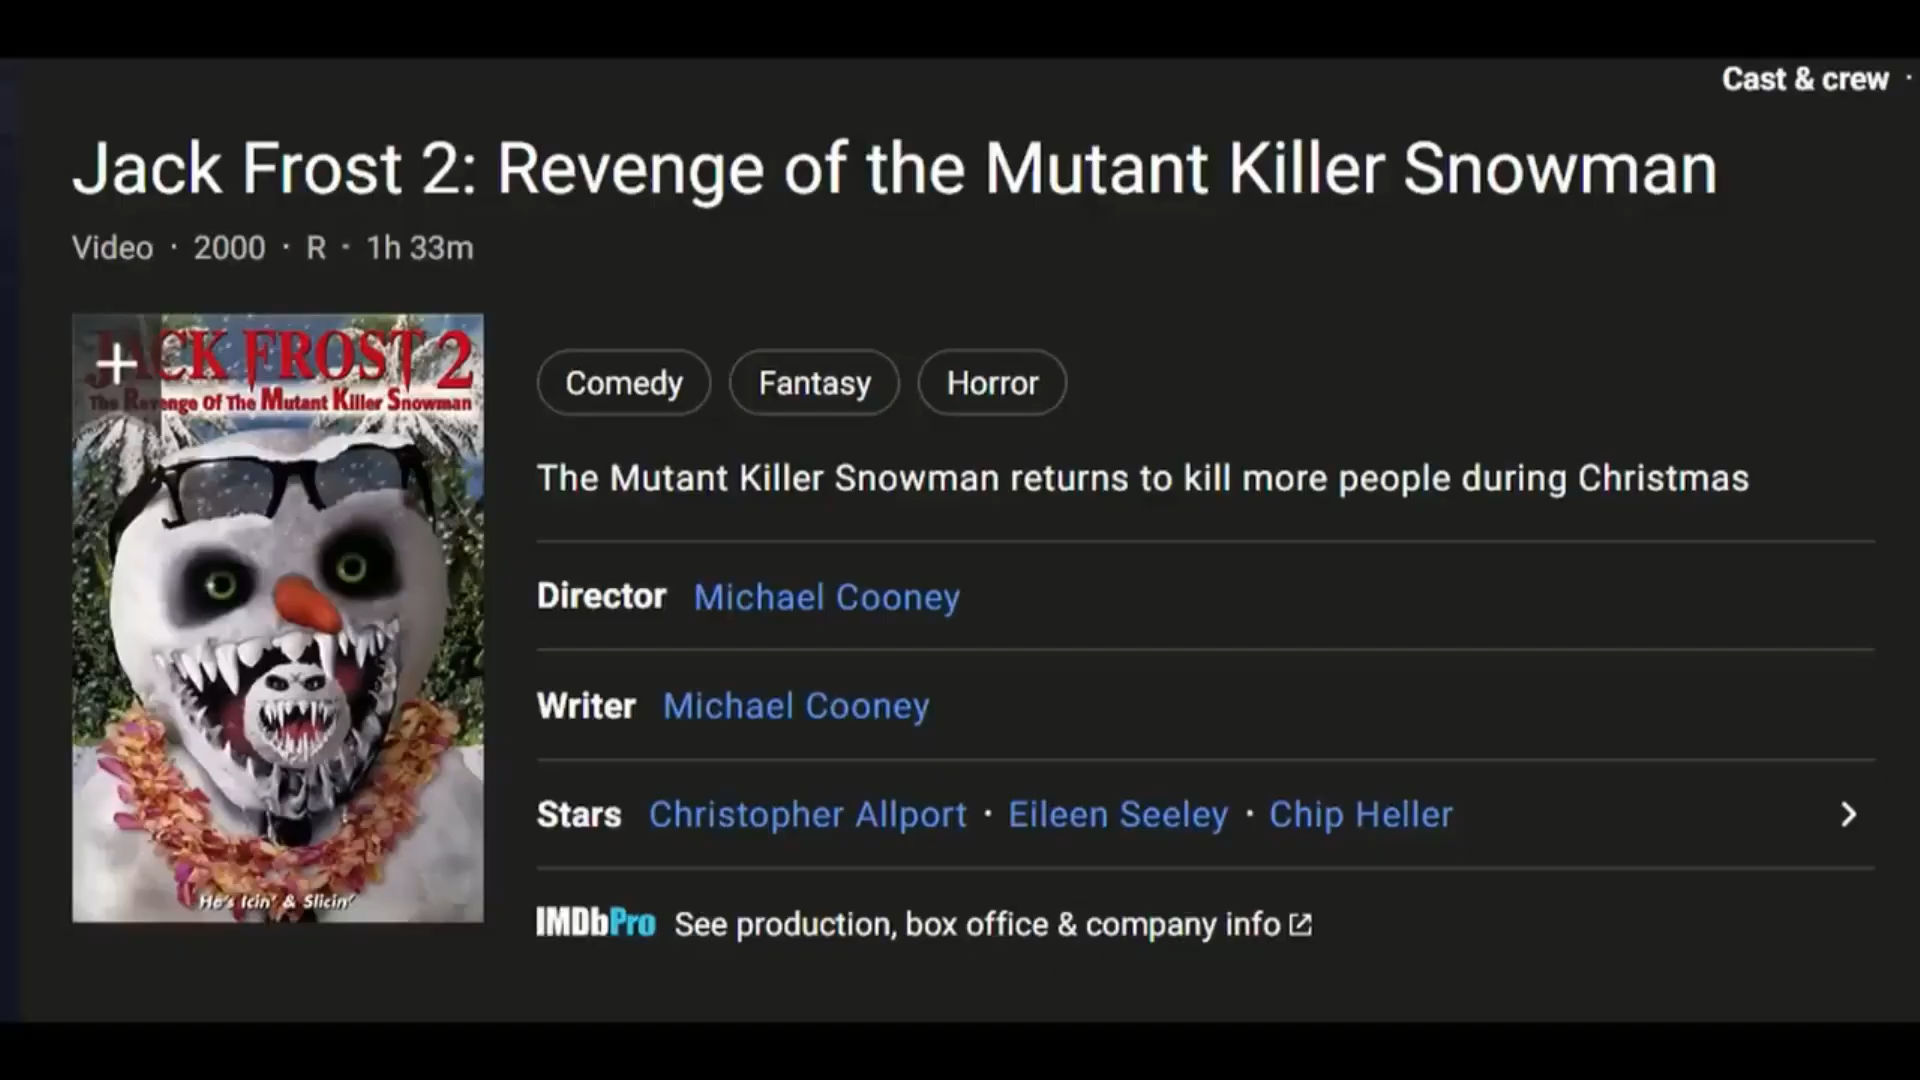 Cast & crew ·
Jack Frost 2: Revenge of the Mutant Killer Snowman
Video · 2000 · R · 1h 33m
JACK FROST 2
The Revenge Of The Mutant Killer Snowman
He's Icin' & Slicin'
Comedy
Fantasy
Horror
The Mutant Killer Snowman returns to kill more people during Christmas
Director Michael Cooney
Writer Michael Cooney
Stars Christopher Allport · Eileen Seeley · Chip Heller
IMDbPro See production, box office & company info